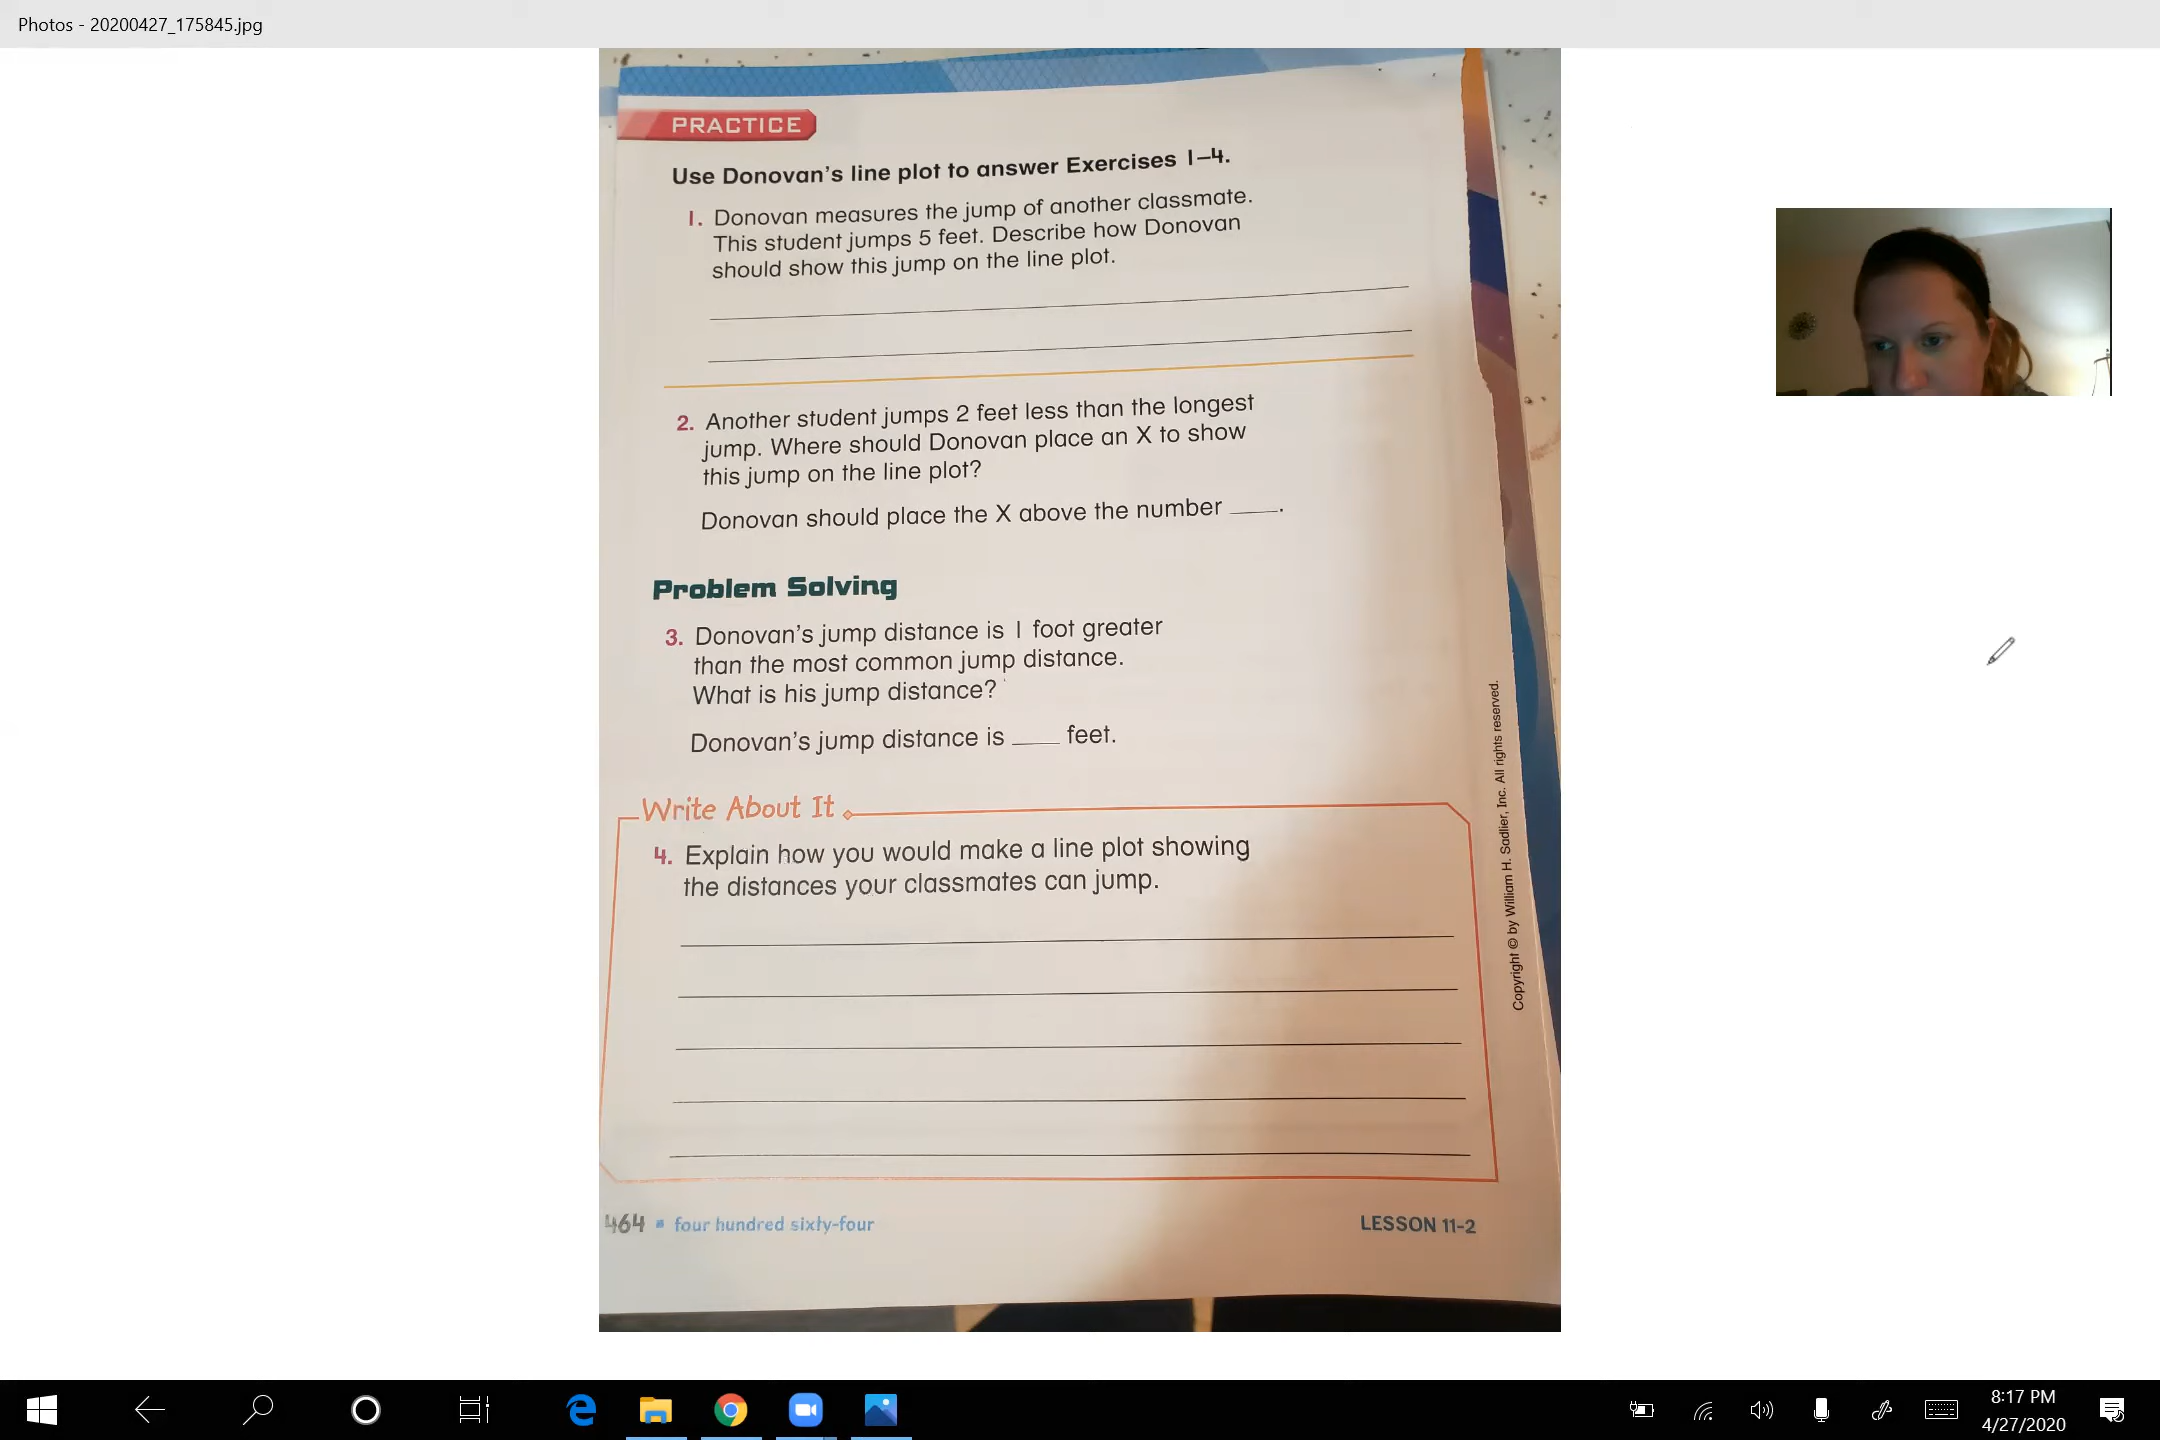 Photos - 20200427_175845.jpg
PRACTICE
Use Donovan's line plot to answer Exercises 1–4.
1. Donovan measures the jump of another classmate.
This student jumps 5 feet. Describe how Donovan
should show this jump on the line plot.
2. Another student jumps 2 feet less than the longest
jump. Where should Donovan place an X to show
this jump on the line plot?
Donovan should place the X above the number ____.
Problem Solving
3. Donovan's jump distance is 1 foot greater
than the most common jump distance.
What is his jump distance?
Donovan's jump distance is ____ feet.
Write About It
4. Explain how you would make a line plot showing
the distances your classmates can jump.
464 ▪ four hundred sixty-four
LESSON 11-2
Copyright © by William H. Sadlier, Inc. All rights reserved.
8:17 PM
4/27/2020